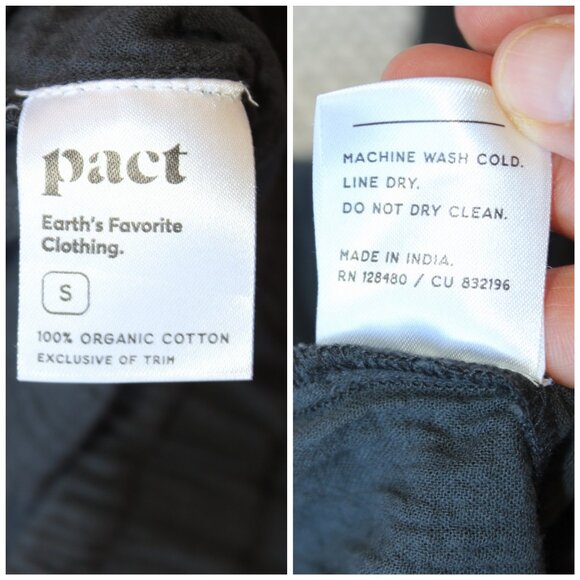 pact
Earth's Favorite
Clothing.
S
100% ORGANIC COTTON
EXCLUSIVE OF TRIM
MACHINE WASH COLD.
LINE DRY.
DO NOT DRY CLEAN.
MADE IN INDIA.
RN 128480 / CU 832196